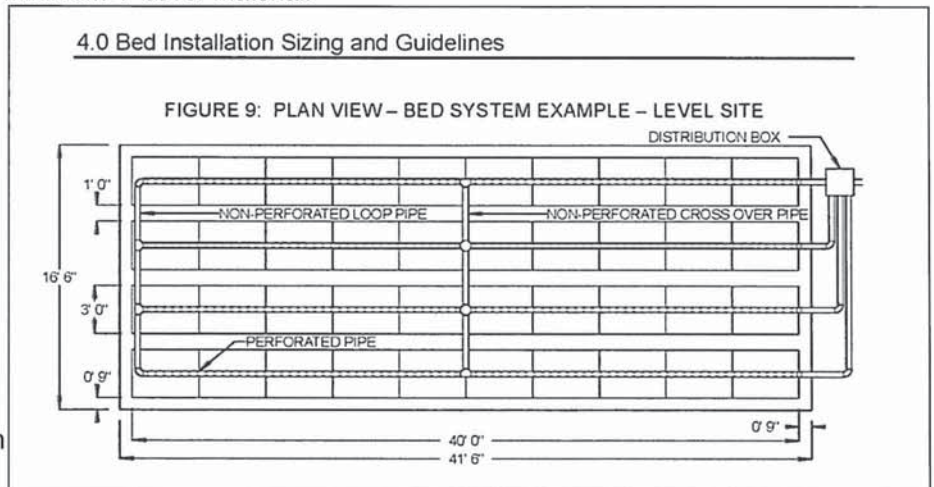 4.0 Bed Installation Sizing and Guidelines
FIGURE 9: PLAN VIEW – BED SYSTEM EXAMPLE – LEVEL SITE
DISTRIBUTION BOX
1' 0"
NON-PERFORATED LOOP PIPE
NON-PERFORATED CROSS OVER PIPE
16' 6"
3' 0"
PERFORATED PIPE
0' 9"
0' 9"
40' 0"
41' 6"